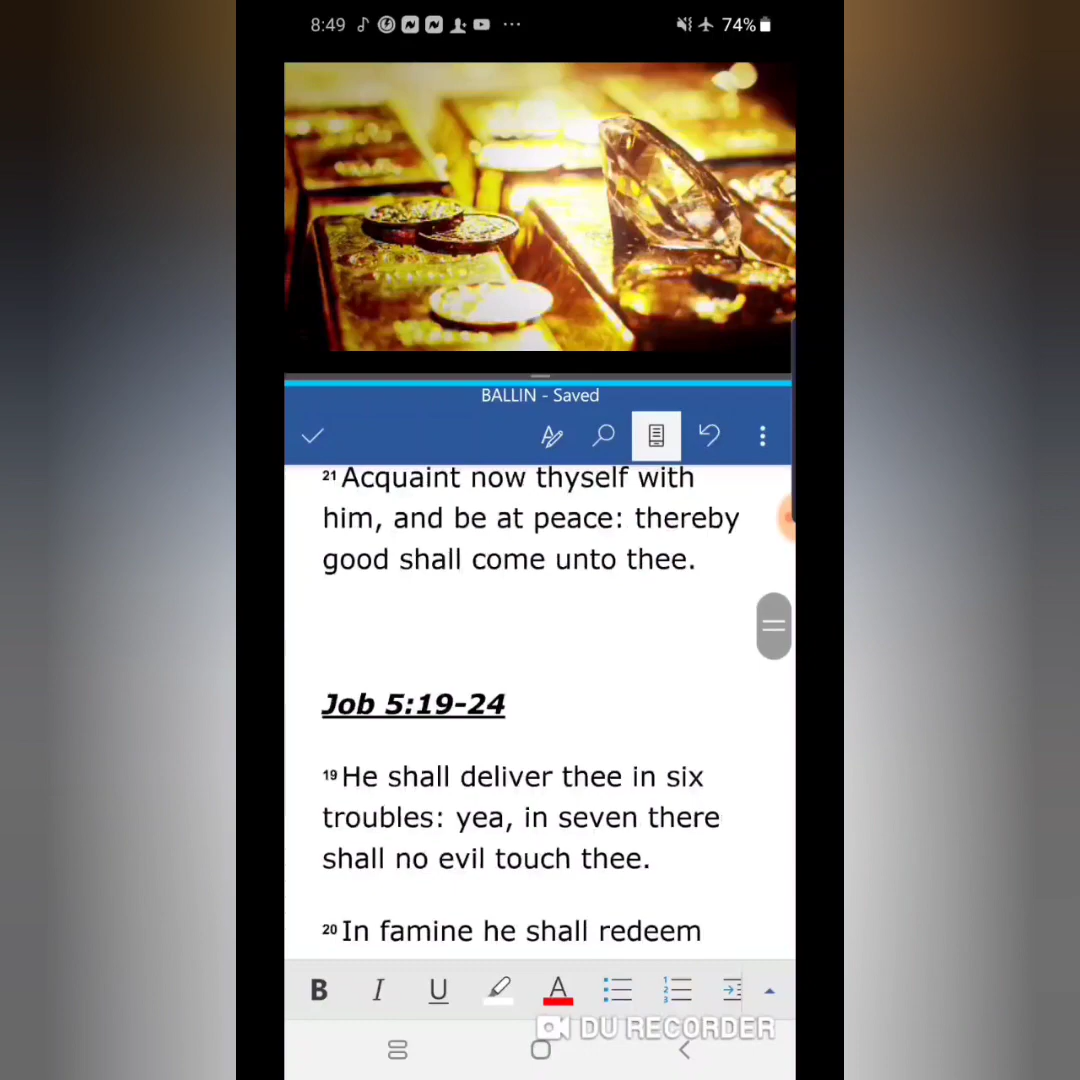 8:49 74%
BALLIN - Saved
21 Acquaint now thyself with
him, and be at peace: thereby
good shall come unto thee.
Job 5:19-24
19 He shall deliver thee in six
troubles: yea, in seven there
shall no evil touch thee.
20 In famine he shall redeem
B I U A
DU RECORDER